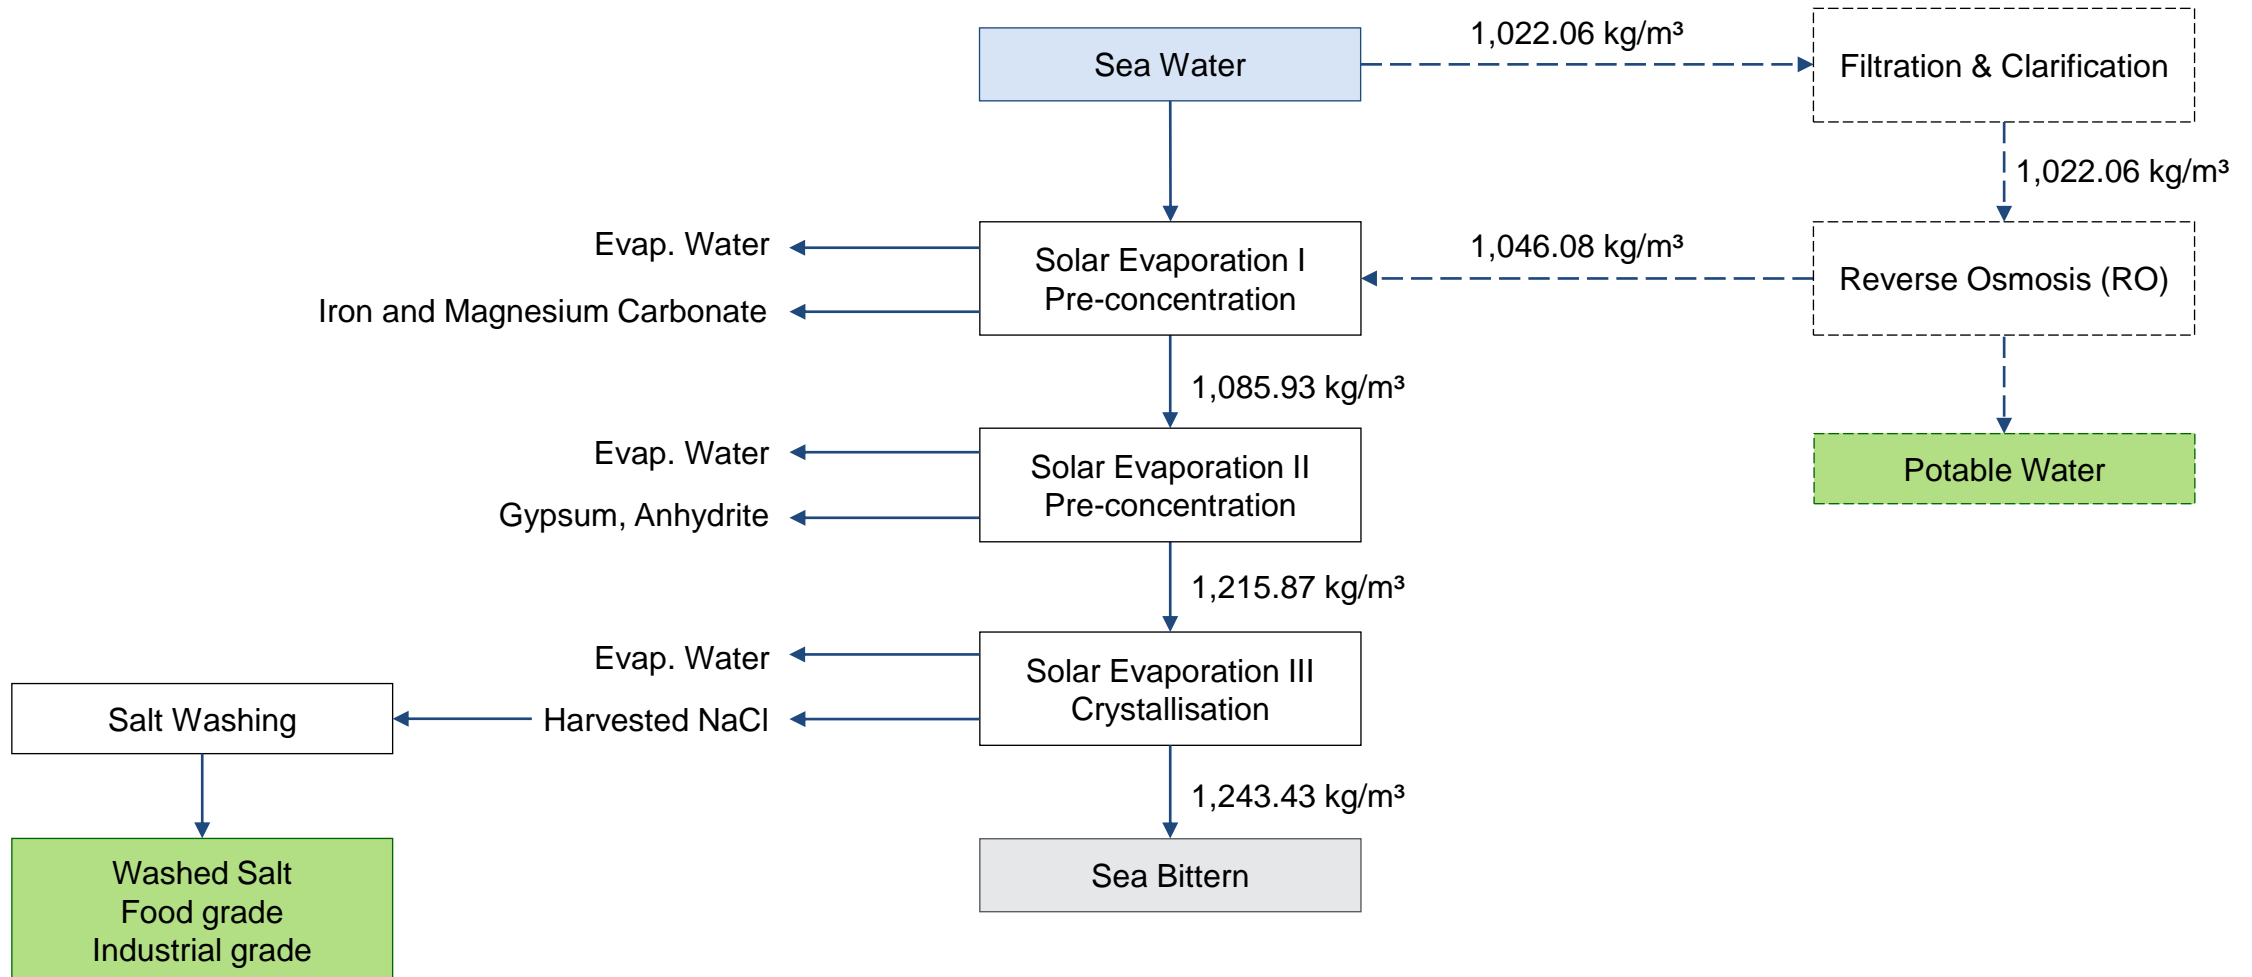 Sea Water
1,022.06 kg/m³
Filtration & Clarification
1,022.06 kg/m³
Evap. Water
Iron and Magnesium Carbonate
Solar Evaporation I
Pre-concentration
1,046.08 kg/m³
Reverse Osmosis (RO)
1,085.93 kg/m³
Evap. Water
Gypsum, Anhydrite
Solar Evaporation II
Pre-concentration
Potable Water
1,215.87 kg/m³
Evap. Water
Solar Evaporation III
Crystallisation
Salt Washing
Harvested NaCl
1,243.43 kg/m³
Washed Salt
Food grade
Industrial grade
Sea Bittern